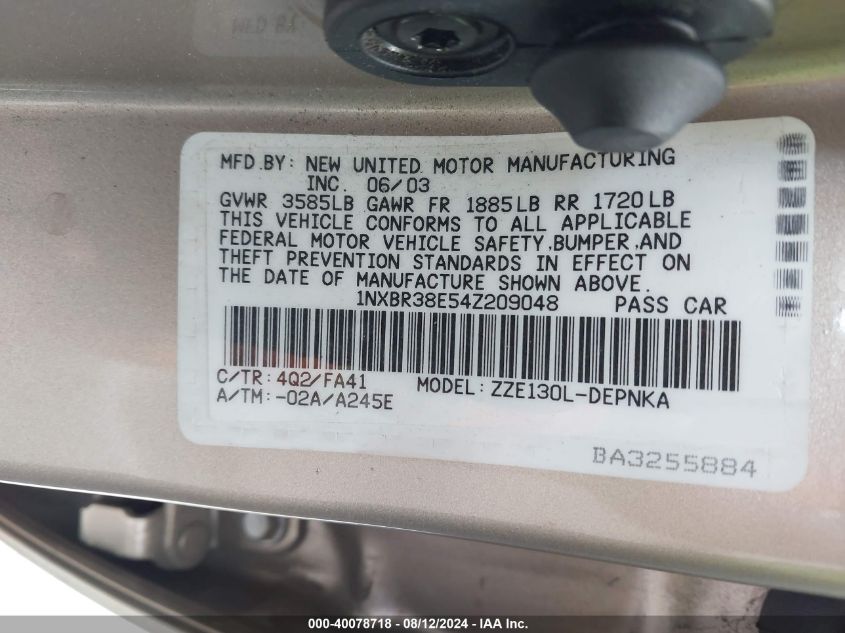 MFD.BY: NEW UNITED MOTOR MANUFACTURING
INC. 06/03
GVWR 3585LB GAWR FR 1885LB RR 1720LB
THIS VEHICLE CONFORMS TO ALL APPLICABLE
FEDERAL MOTOR VEHICLE SAFETY,BUMPER,AND
THEFT PREVENTION STANDARDS IN EFFECT ON
THE DATE OF MANUFACTURE SHOWN ABOVE.
1NXBR38E54Z209048 PASS CAR
C/TR: 4Q2/FA41 MODEL: ZZE130L-DEPNKA
A/TM: -02A/A245E
BA3255884
000-40078718 - 08/12/2024 - IAA Inc.